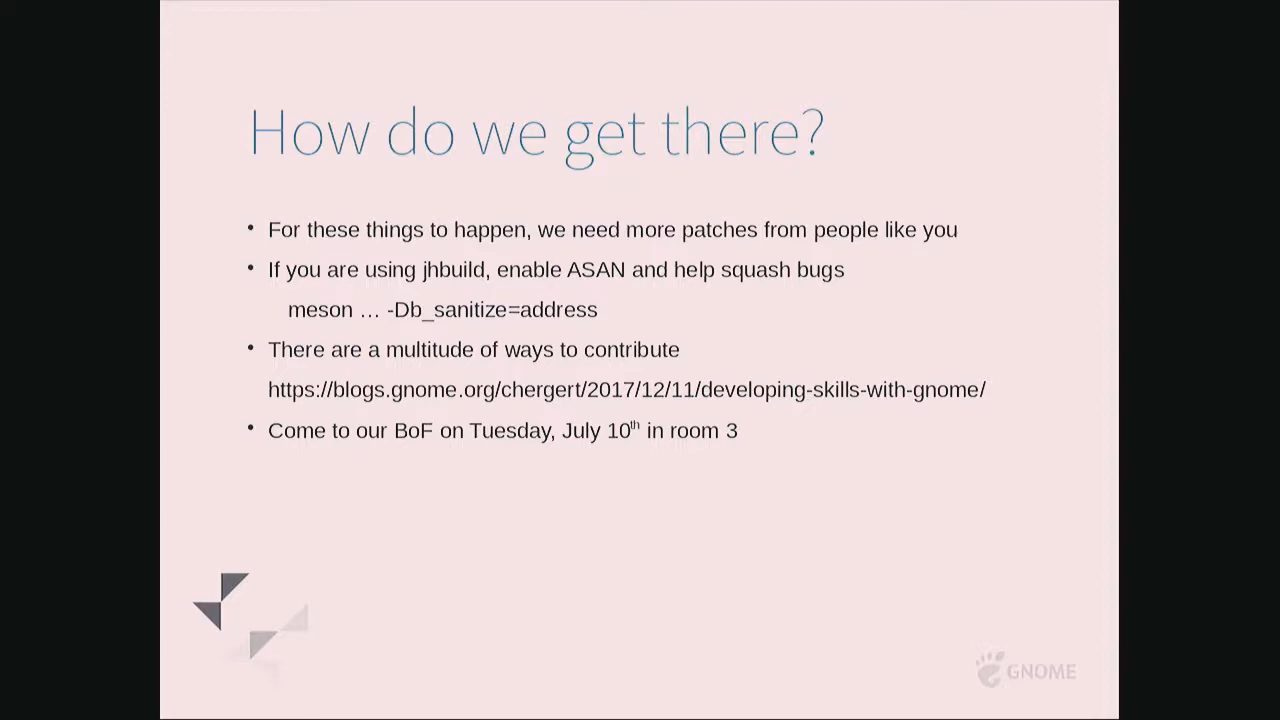 How do we get there?
• For these things to happen, we need more patches from people like you
• If you are using jhbuild, enable ASAN and help squash bugs
meson … -Db_sanitize=address
• There are a multitude of ways to contribute
https://blogs.gnome.org/chergert/2017/12/11/developing-skills-with-gnome/
• Come to our BoF on Tuesday, July 10th in room 3
GNOME